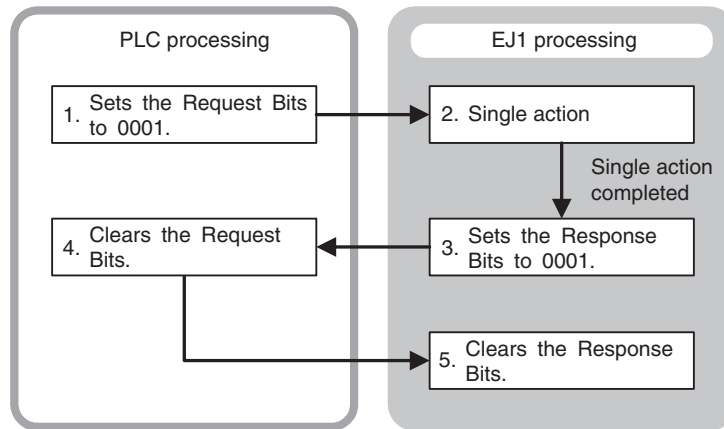 PLC processing
EJ1 processing
1. Sets the Request Bits
to 0001.
2. Single action
Single action
completed
3. Sets the Response
Bits to 0001.
4. Clears the Request
Bits.
5. Clears the Response
Bits.